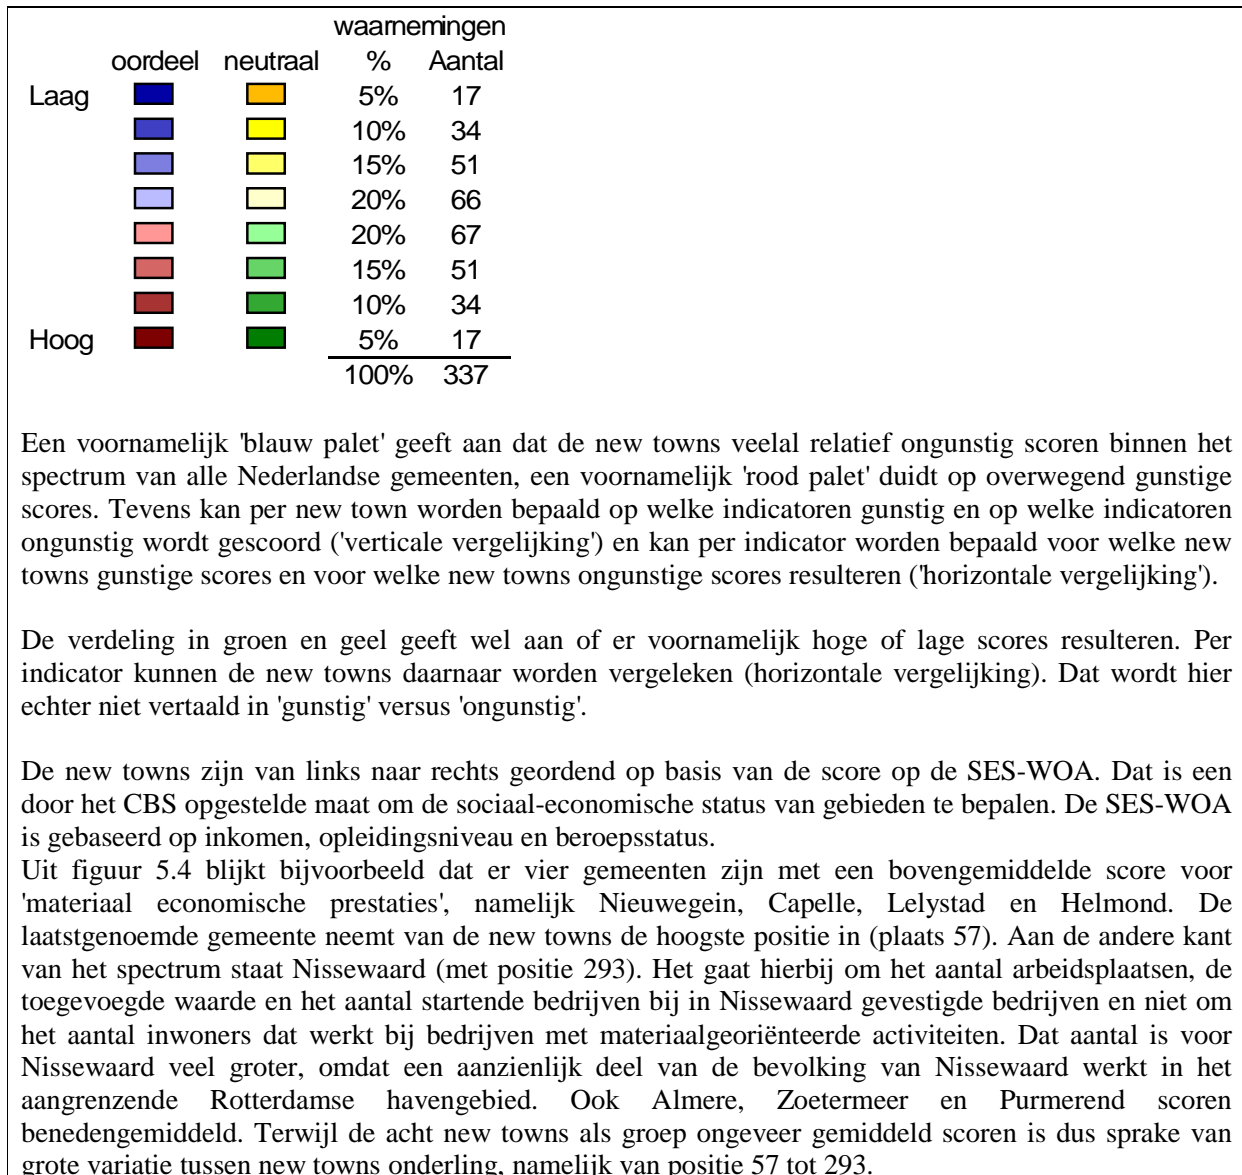 waarnemingen
oordeel neutraal % Aantal
Laag 5% 17
10% 34
15% 51
20% 66
20% 67
15% 51
10% 34
Hoog 5% 17
100% 337
Een voornamelijk 'blauw palet' geeft aan dat de new towns veelal relatief ongunstig scoren binnen het
spectrum van alle Nederlandse gemeenten, een voornamelijk 'rood palet' duidt op overwegend gunstige
scores. Tevens kan per new town worden bepaald op welke indicatoren gunstig en op welke indicatoren
ongunstig wordt gescoord ('verticale vergelijking') en kan per indicator worden bepaald voor welke new
towns gunstige scores en voor welke new towns ongunstige scores resulteren ('horizontale vergelijking').
De verdeling in groen en geel geeft wel aan of er voornamelijk hoge of lage scores resulteren. Per
indicator kunnen de new towns daarnaar worden vergeleken (horizontale vergelijking). Dat wordt hier
echter niet vertaald in 'gunstig' versus 'ongunstig'.
De new towns zijn van links naar rechts geordend op basis van de score op de SES-WOA. Dat is een
door het CBS opgestelde maat om de sociaal-economische status van gebieden te bepalen. De SES-WOA
is gebaseerd op inkomen, opleidingsniveau en beroepsstatus.
Uit figuur 5.4 blijkt bijvoorbeeld dat er vier gemeenten zijn met een bovengemiddelde score voor
'materiaal economische prestaties', namelijk Nieuwegein, Capelle, Lelystad en Helmond. De
laatstgenoemde gemeente neemt van de new towns de hoogste positie in (plaats 57). Aan de andere kant
van het spectrum staat Nissewaard (met positie 293). Het gaat hierbij om het aantal arbeidsplaatsen, de
toegevoegde waarde en het aantal startende bedrijven bij in Nissewaard gevestigde bedrijven en niet om
het aantal inwoners dat werkt bij bedrijven met materiaalgeoriënteerde activiteiten. Dat aantal is voor
Nissewaard veel groter, omdat een aanzienlijk deel van de bevolking van Nissewaard werkt in het
aangrenzende Rotterdamse havengebied. Ook Almere, Zoetermeer en Purmerend scoren
benedengemiddeld. Terwijl de acht new towns als groep ongeveer gemiddeld scoren is dus sprake van
grote variatie tussen new towns onderling, namelijk van positie 57 tot 293.